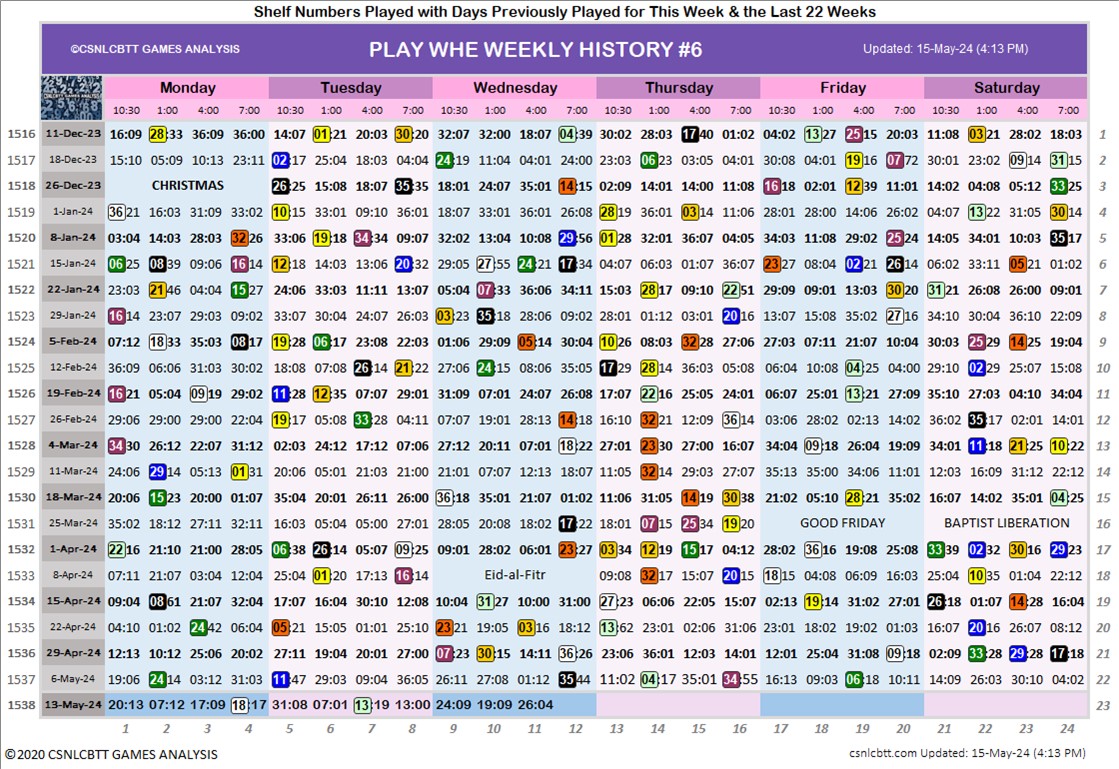 Shelf Numbers Played with Days Previously Played for This Week & the Last 22 Weeks
©CSNLCBTT GAMES ANALYSIS PLAY WHE WEEKLY HISTORY #6 Updated: 15-May-24 (4:13 PM)
Monday Tuesday Wednesday Thursday Friday Saturday
10:30 1:00 4:00 7:00 10:30 1:00 4:00 7:00 10:30 1:00 4:00 7:00 10:30 1:00 4:00 7:00 10:30 1:00 4:00 7:00 10:30 1:00 4:00 7:00
1516 11-Dec-23 16:09 28:33 36:09 36:00 14:07 01:21 20:03 30:20 32:07 32:00 18:07 04:39 30:02 28:03 17:40 01:02 04:02 13:27 25:15 20:03 11:08 03:21 28:02 18:03 1
1517 18-Dec-23 15:10 05:09 10:13 23:11 02:17 25:04 18:03 04:04 24:19 11:04 04:01 24:00 23:03 06:23 03:05 04:01 30:08 04:01 19:16 07:72 30:01 23:02 09:14 31:15 2
1518 26-Dec-23 CHRISTMAS 26:25 15:08 18:07 35:35 18:01 24:07 35:01 14:15 02:09 14:01 14:00 11:08 16:18 02:01 12:39 11:01 14:02 04:08 05:12 33:25 3
1519 1-Jan-24 36:21 16:03 31:09 33:02 10:15 33:01 09:10 36:01 18:07 33:01 36:01 26:08 28:19 36:01 03:14 11:06 28:01 28:00 14:06 26:02 04:07 13:22 31:05 30:14 4
1520 8-Jan-24 03:04 14:03 28:03 32:26 33:06 19:18 34:34 09:07 32:02 13:04 10:08 29:56 01:28 32:01 36:07 04:05 34:03 11:08 29:02 25:24 14:05 34:01 10:03 35:17 5
1521 15-Jan-24 06:25 08:39 09:06 16:14 12:18 14:03 13:06 20:32 29:05 27:55 24:21 17:34 04:07 06:03 01:07 36:07 23:27 08:04 02:21 26:14 06:02 33:11 05:21 01:02 6
1522 22-Jan-24 23:03 21:46 04:04 15:27 24:06 33:03 11:11 13:07 05:04 07:33 36:06 34:11 15:03 28:17 09:10 22:51 29:09 09:01 13:03 30:20 31:21 26:08 26:00 09:01 7
1523 29-Jan-24 16:14 23:07 29:03 09:02 33:07 30:04 24:07 26:03 03:23 35:18 28:06 09:02 28:01 01:12 03:01 20:16 13:07 15:08 35:02 27:16 34:10 30:04 36:10 22:09 8
1524 5-Feb-24 07:12 18:33 35:03 08:17 19:28 06:17 23:08 22:03 01:06 29:09 05:14 30:04 10:26 08:03 32:28 27:06 27:03 07:11 21:07 10:04 03:02 25:29 14:25 19:04 9
1525 12-Feb-24 36:09 06:06 31:03 30:02 18:08 07:08 26:14 21:22 27:06 24:15 08:06 35:05 17:29 28:14 36:03 05:08 06:04 10:08 04:25 04:00 29:10 02:29 25:07 15:08 10
1526 19-Feb-24 16:21 05:04 09:19 29:02 11:28 12:35 05:08 07:03 31:09 07:01 24:07 26:08 17:07 22:16 25:05 24:01 06:07 02:01 13:21 27:09 35:10 27:03 04:10 34:04 11
1527 26-Feb-24 29:06 29:00 29:00 22:04 19:17 05:08 33:28 04:11 07:07 19:01 28:13 14:18 16:10 32:21 12:09 36:14 03:08 18:02 02:13 14:02 36:02 35:17 02:01 14:01 12
1528 4-Mar-24 34:30 26:12 22:07 31:12 02:03 24:12 17:12 07:06 27:12 20:11 07:01 18:22 27:01 23:30 27:00 16:07 34:04 09:18 26:04 19:09 34:01 11:18 21:25 10:22 13
1529 11-Mar-24 24:06 29:14 05:13 01:31 20:06 05:01 21:03 21:00 21:01 07:07 12:13 18:07 11:05 32:14 29:03 27:07 35:13 35:00 14:06 11:01 12:03 16:09 31:12 22:12 14
1530 18-Mar-24 20:06 15:23 20:00 01:07 35:04 20:01 26:11 26:00 36:18 35:01 21:07 01:02 11:06 31:05 14:19 30:38 21:02 05:10 28:21 35:02 16:07 14:02 35:01 04:25 15
1531 25-Mar-24 35:02 18:12 27:11 32:11 16:03 05:04 05:00 27:01 28:05 20:08 18:02 17:22 18:01 07:15 25:34 19:20 GOOD FRIDAY BAPTIST LIBERATION 16
1532 1-Apr-24 22:16 21:10 21:00 28:05 06:38 26:14 05:07 09:25 09:01 28:02 06:01 23:27 03:34 12:19 15:17 04:12 28:02 36:16 19:08 25:08 33:39 02:32 30:16 29:23 17
1533 8-Apr-24 07:11 21:07 03:04 12:04 25:04 01:20 17:13 16:14 Eid-al-Fitr 09:08 32:17 15:07 20:15 18:15 04:08 06:09 16:03 25:04 10:35 01:04 22:12 18
1534 15-Apr-24 09:04 08:61 21:07 32:04 17:07 16:04 30:10 12:08 10:04 31:27 10:00 31:00 27:23 06:06 22:05 15:07 02:13 19:14 31:02 27:01 26:18 01:07 14:28 16:04 19
1535 22-Apr-24 04:10 01:02 24:42 06:04 05:21 15:05 01:01 25:10 23:21 19:05 03:16 18:12 13:62 23:01 02:06 31:06 23:01 18:02 19:02 23:03 16:07 20:16 26:07 08:12 20
1536 29-Apr-24 12:13 10:12 25:06 20:02 27:11 19:04 20:01 27:00 07:23 30:15 14:11 36:26 23:06 36:01 12:03 14:01 12:01 25:04 31:08 09:18 02:09 33:28 29:28 17:18 21
1537 6-May-24 19:06 24:14 03:12 31:03 11:47 29:03 09:04 36:05 26:11 27:08 01:12 35:44 11:02 04:17 35:01 34:55 16:13 09:03 06:18 10:11 14:09 26:03 30:10 04:02 22
1538 13-May-24 20:13 07:12 17:09 18:17 31:08 07:01 13:19 13:00 24:09 19:09 26:04 23
1 2 3 4 5 6 7 8 9 10 11 12 13 14 15 16 17 18 19 20 21 22 23 24
©2020 CSNLCBTT GAMES ANALYSIS csnlcbtt.com Updated: 15-May-24 (4:13 PM)